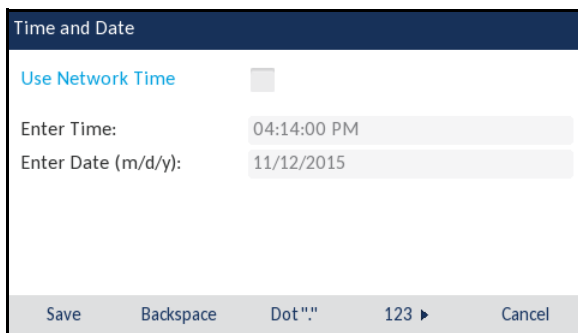 Time and Date
Use Network Time
Enter Time: 04:14:00 PM
Enter Date (m/d/y): 11/12/2015
Save Backspace Dot"." 123 ▶ Cancel